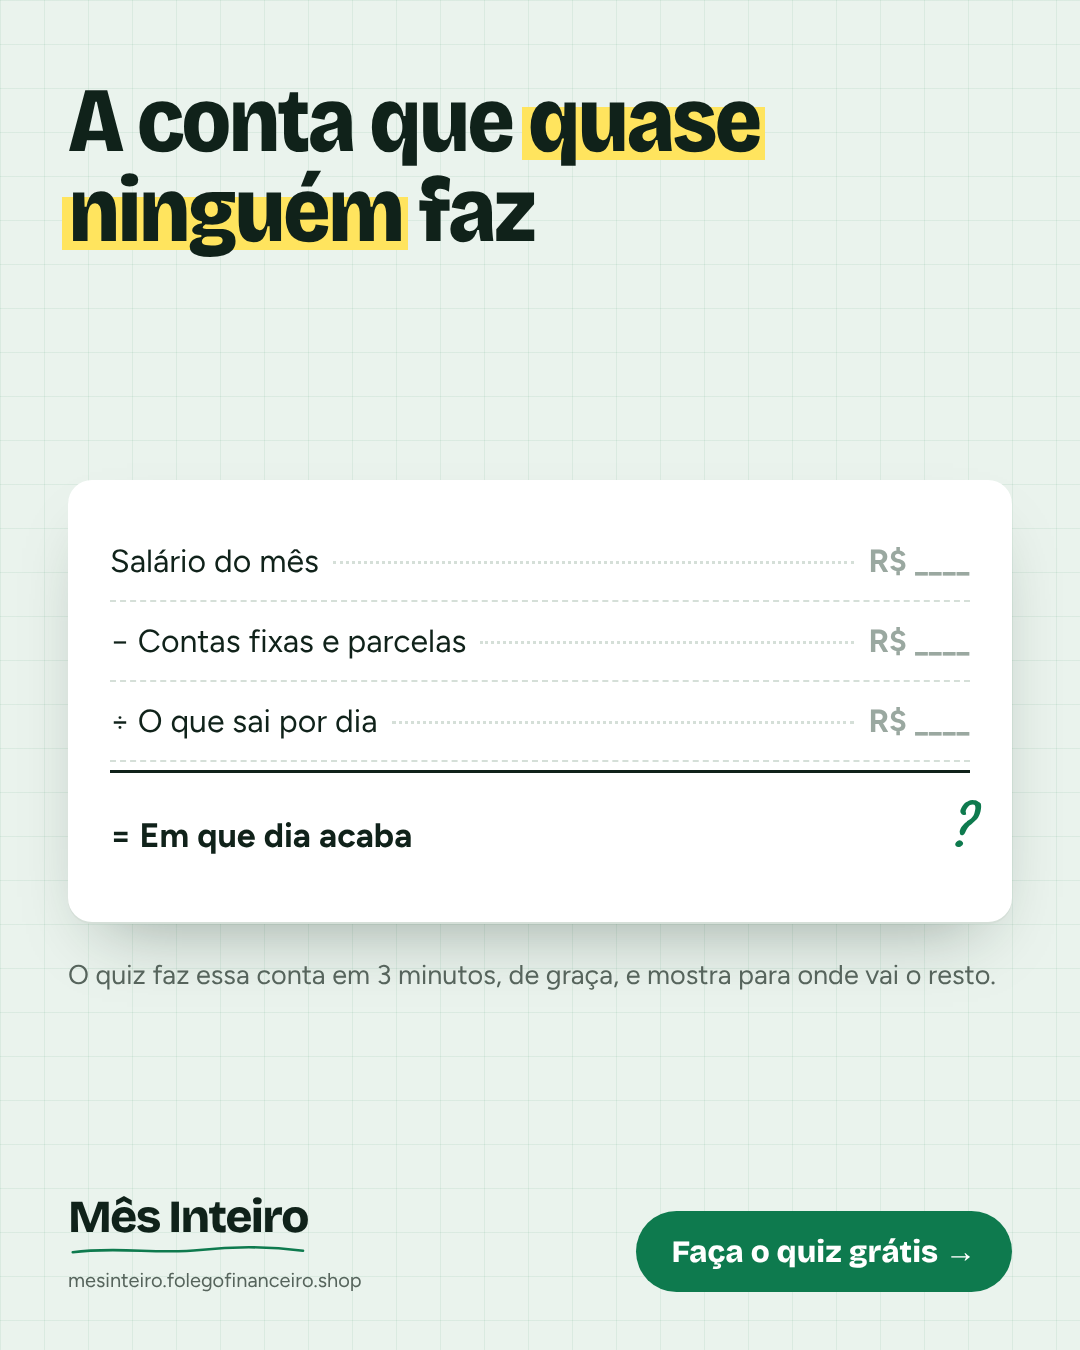 A conta que quase
ninguém faz
Salário do mês R$ ____
− Contas fixas e parcelas R$ ____
÷ O que sai por dia R$ ____
= Em que dia acaba ?
O quiz faz essa conta em 3 minutos, de graça, e mostra para onde vai o resto.
Mês Inteiro
mesinteiro.folegofinanceiro.shop
Faça o quiz grátis →